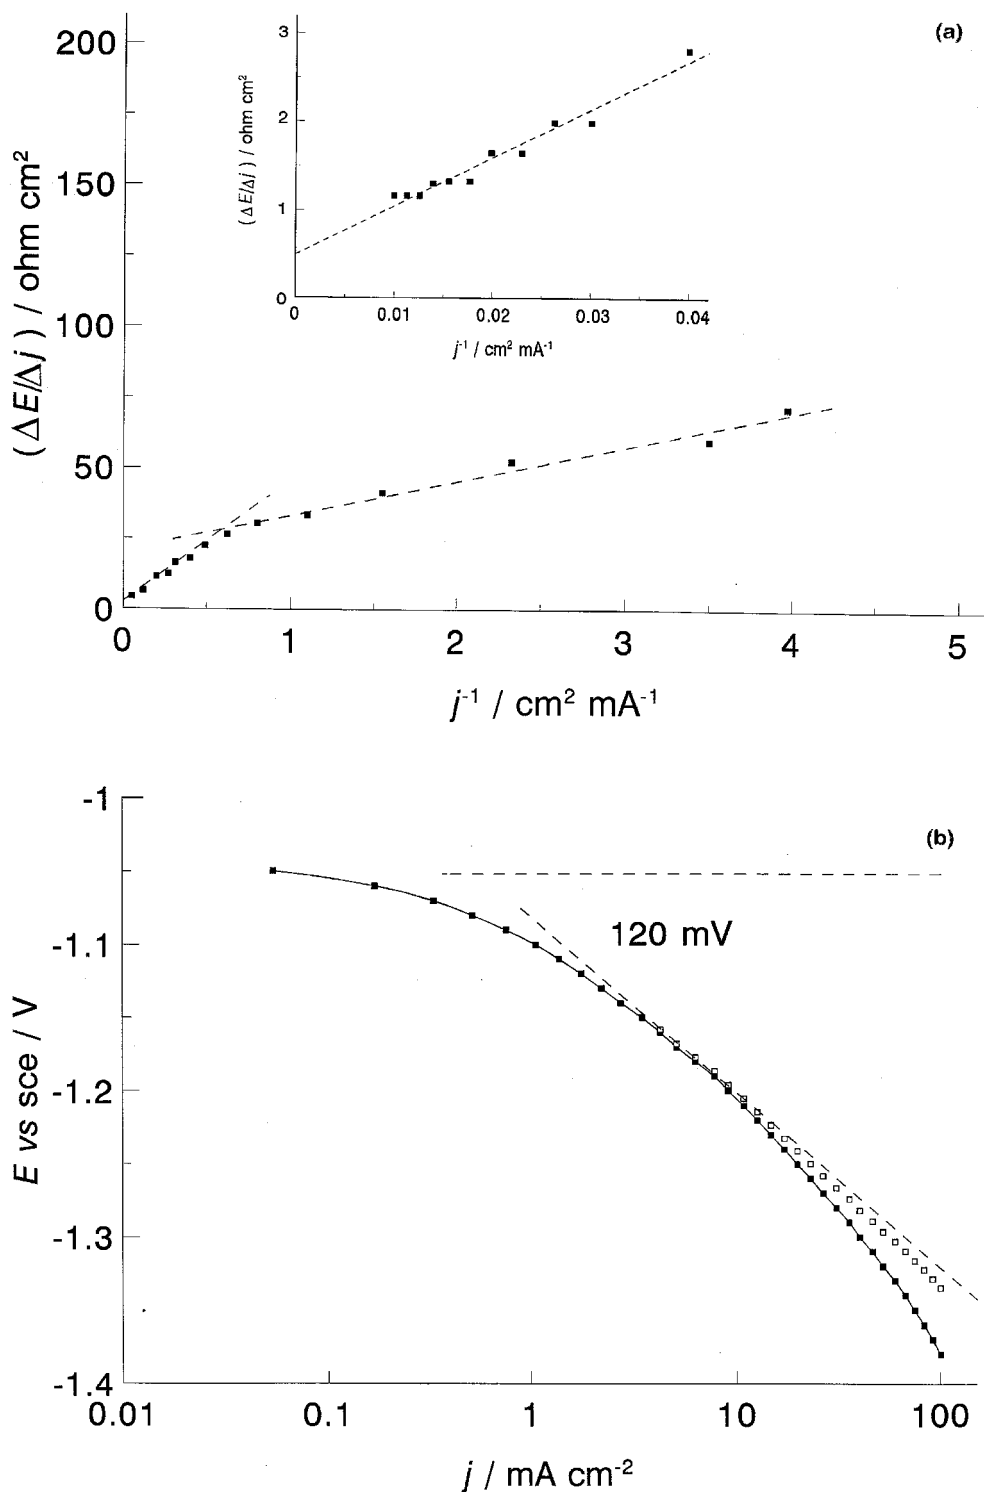 (a)
200
150
100
50
0
0 1 2 3 4 5
(ΔE/Δj) / ohm cm²
j⁻¹ / cm² mA⁻¹
3
2
1
0
0 0.01 0.02 0.03 0.04
(ΔE/Δj) / ohm cm²
j⁻¹ / cm² mA⁻¹
(b)
-1
-1.1
-1.2
-1.3
-1.4
120 mV
0.01 0.1 1 10 100
E vs sce / V
j / mA cm⁻²